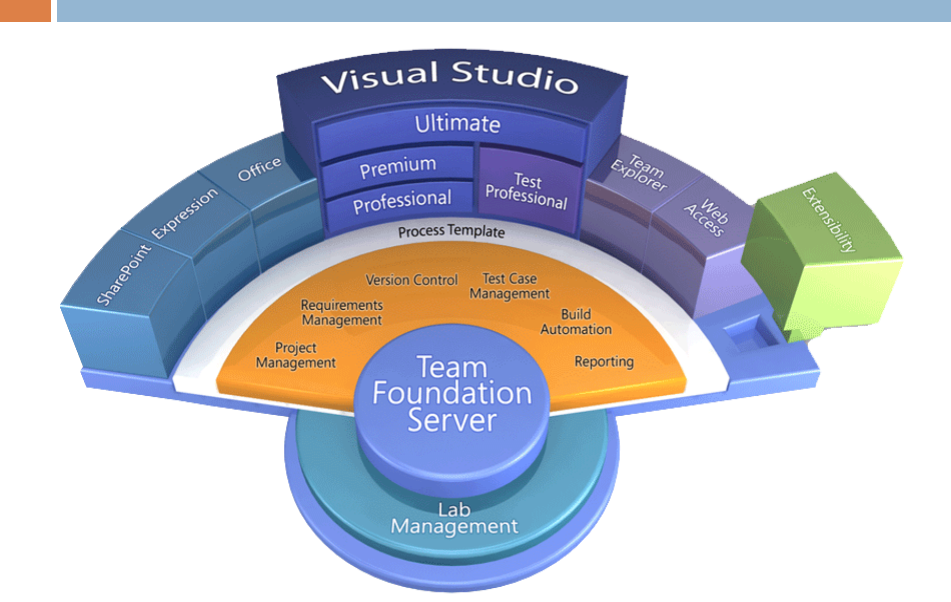 Visual Studio
Ultimate
Premium
Professional
Test
Professional
Office
Expression
SharePoint
Team
Explorer
Web
Access
Extensibility
Process Template
Version Control
Test Case
Management
Requirements
Management
Build
Automation
Project
Management
Reporting
Team
Foundation
Server
Lab
Management